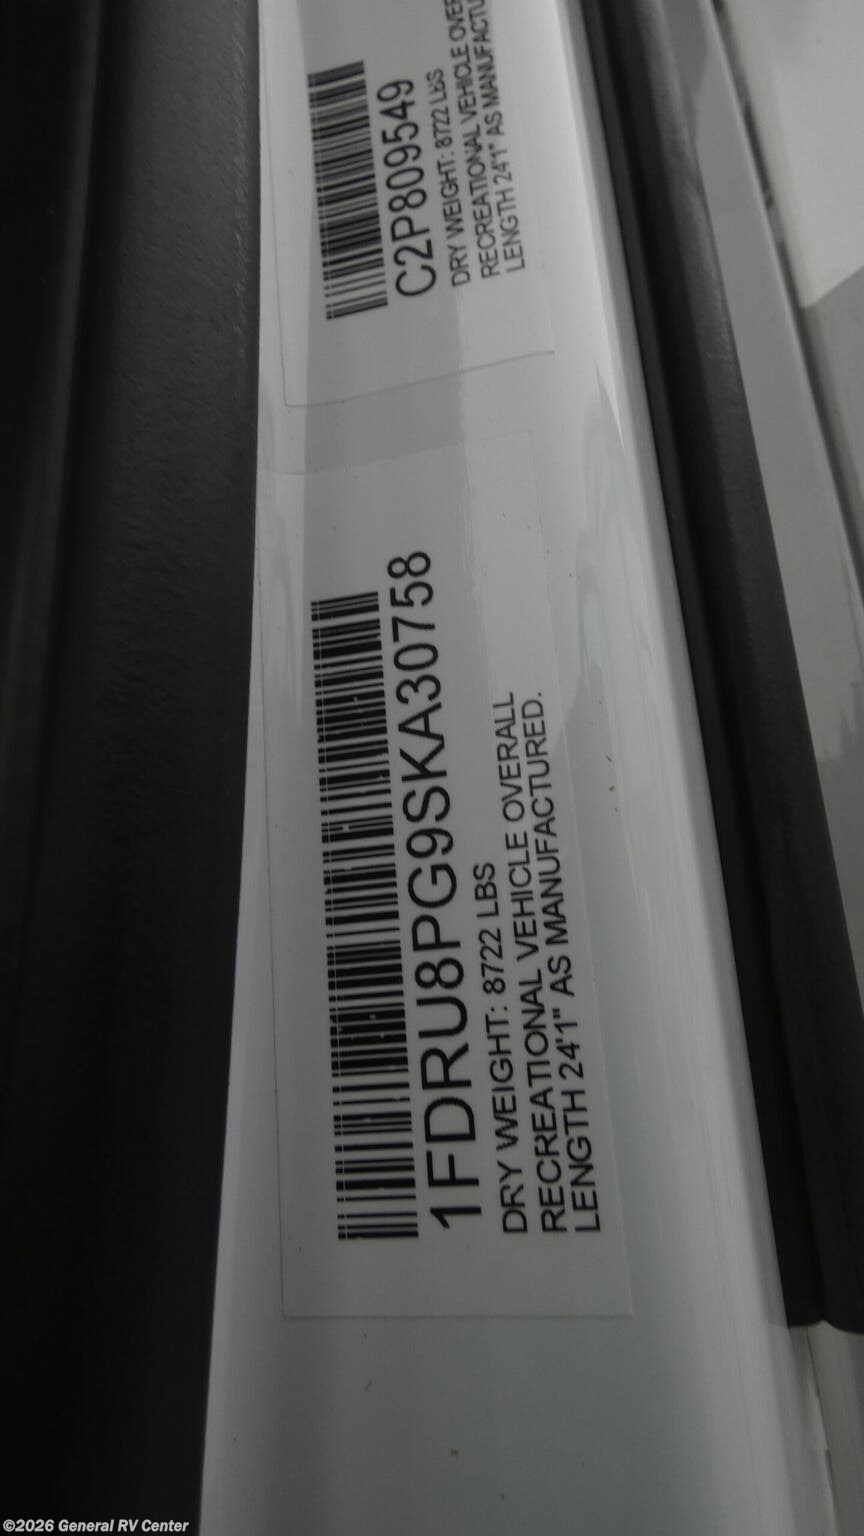 C2P809549
DRY WEIGHT: 8722 LBS
RECREATIONAL VEHICLE OVER
LENGTH 24'1" AS MANUFACTU
1FDRU8PG9SKA30758
DRY WEIGHT: 8722 LBS
RECREATIONAL VEHICLE OVERALL
LENGTH 24'1" AS MANUFACTURED.
©2026 General RV Center